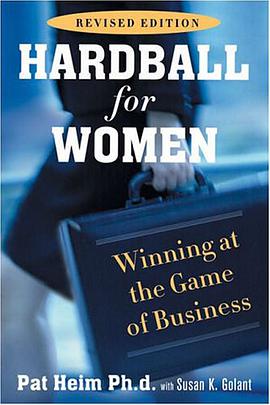 REVISED EDITION
HARDBALL
for
WOMEN
Winning at
the Game
of Business
Pat Heim Ph.d. with Susan K. Golant